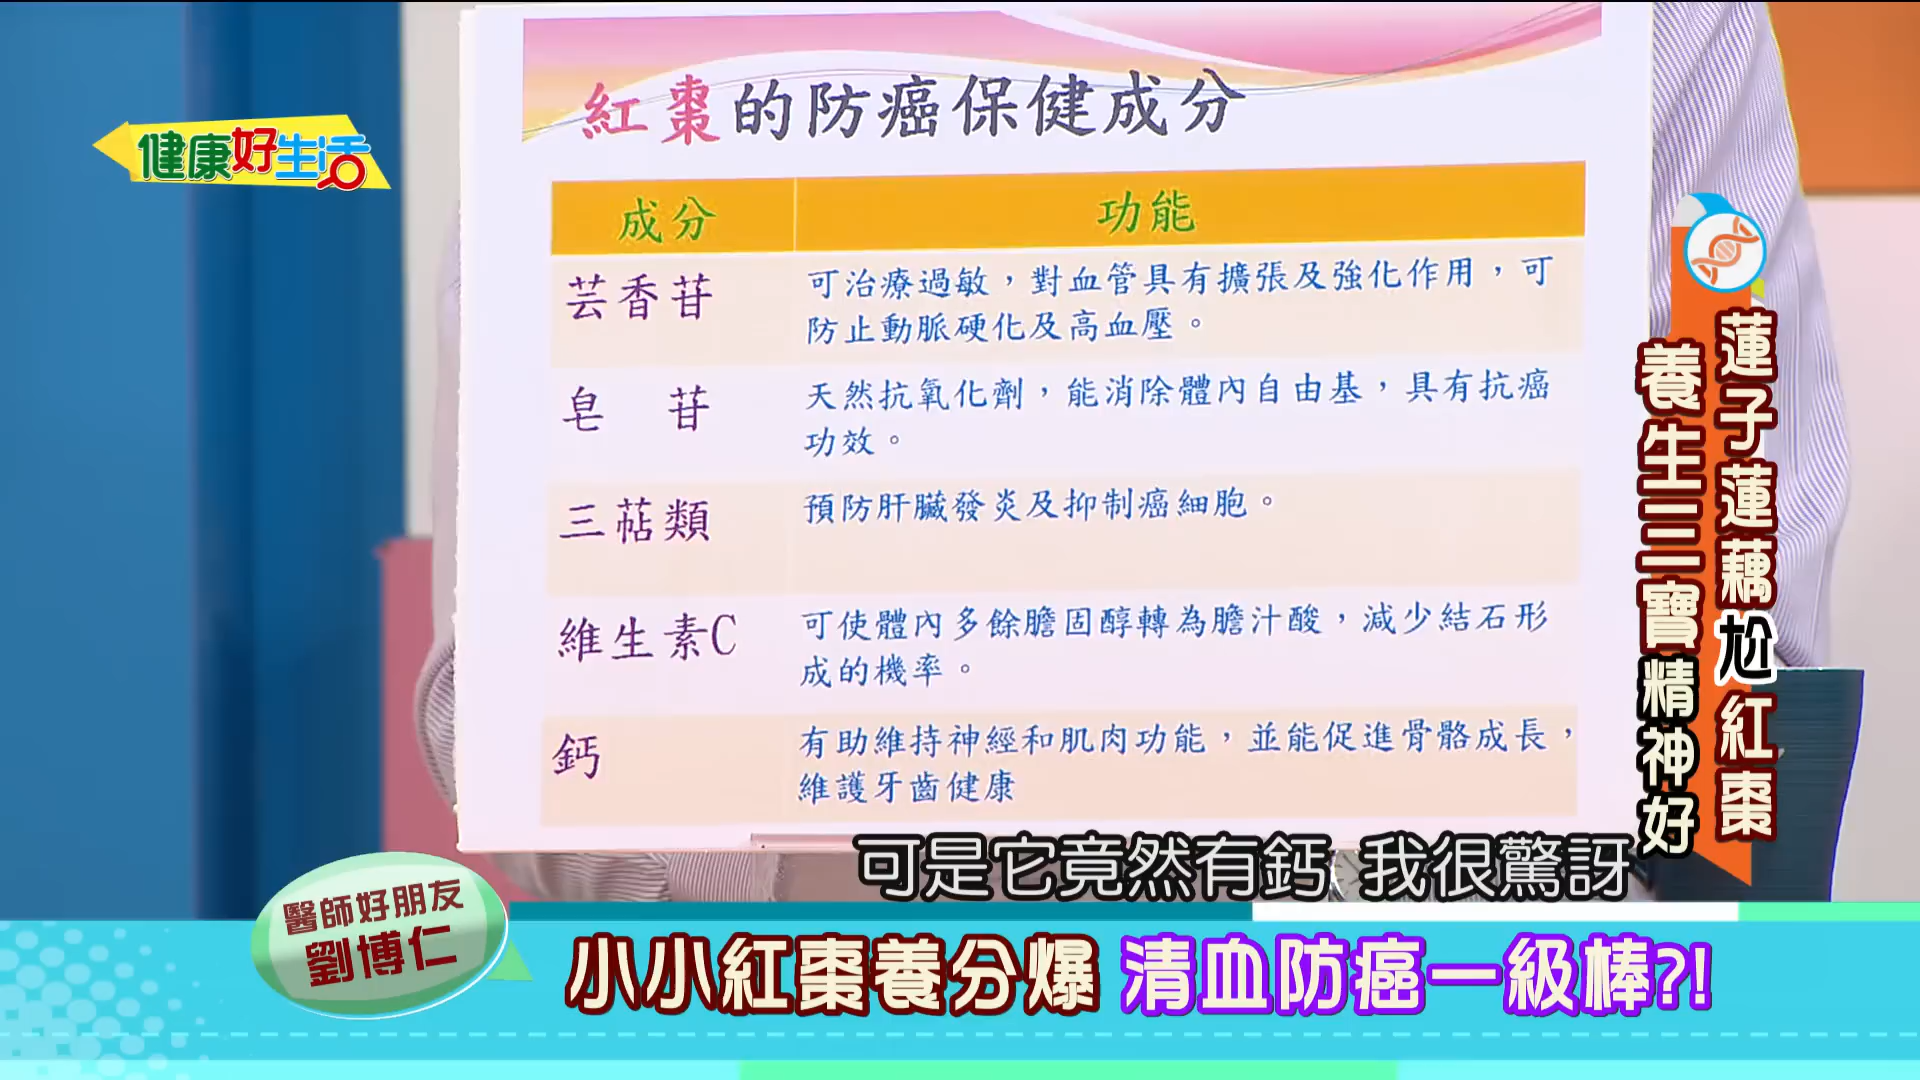 紅棗的防癌保健成分
健康好生活
成分 功能
芸香苷 可治療過敏，對血管具有擴張及強化作用，可
防止動脈硬化及高血壓。
皂苷 天然抗氧化劑，能消除體內自由基，具有抗癌
功效。
三萜類 預防肝臟發炎及抑制癌細胞。
維生素C 可使體內多餘膽固醇轉為膽汁酸，減少結石形
成的機率。
鈣 有助維持神經和肌肉功能，並能促進骨骼成長，
維護牙齒健康
蓮子蓮藕尬紅棗
養生三寶精神好
可是它竟然有鈣 我很驚訝
醫師好朋友
劉博仁
小小紅棗養分爆 清血防癌一級棒?!